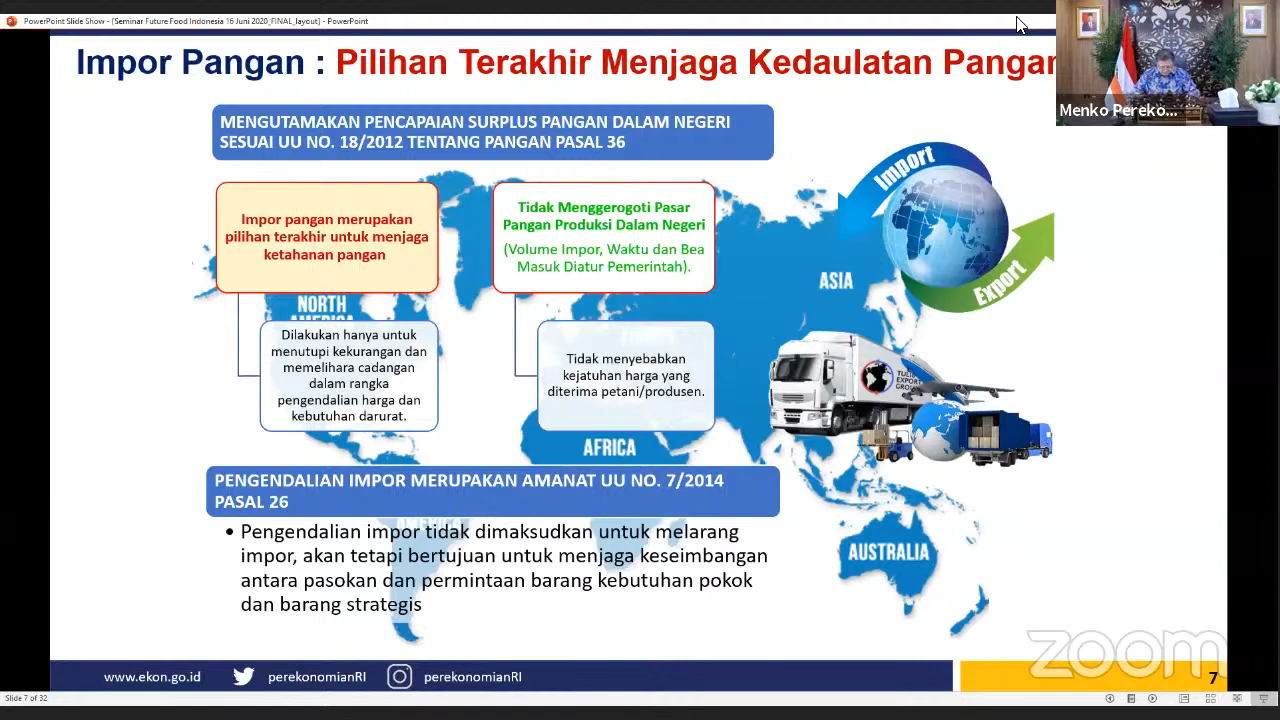 PowerPoint Slide Show - [Seminar Future Food Indonesia 16 Juni 2020_FINAL_layout] - PowerPoint
Impor Pangan : Pilihan Terakhir Menjaga Kedaulatan Pangan
Menko Pereko...
MENGUTAMAKAN PENCAPATAN SURPLUS PANGAN DALAM NEGERI
SESUAI UU NO. 18/2012 TENTANG PANGAN PASAL 36
Impor pangan merupakan
pilihan terakhir untuk menjaga
ketahanan pangan
Tidak Menggerogoti Pasar
Pangan Produksi Dalam Negeri
(Volume Impor, Waktu dan Bea
Masuk Diatur Pemerintah).
Import
Export
ASIA
NORTH
AMERICA
Dilakukan hanya untuk
menutupi kekurangan dan
memelihara cadangan
dalam rangka
pengendalian harga dan
kebutuhan darurat.
Tidak menyebabkan
kejatuhan harga yang
diterima petani/produsen.
EXPORT
AFRICA
PENGENDALIAN IMPOR MERUPAKAN AMANAT UU NO. 7/2014
PASAL 26
AMERICA
• Pengendalian impor tidak dimaksudkan untuk melarang
impor, akan tetapi bertujuan untuk menjaga keseimbangan
antara pasokan dan permintaan barang kebutuhan pokok
dan barang strategis
AUSTRALIA
zoom
www.ekon.go.id
perekonomianRI
perekonomianRI
7
Slide 7 of 32